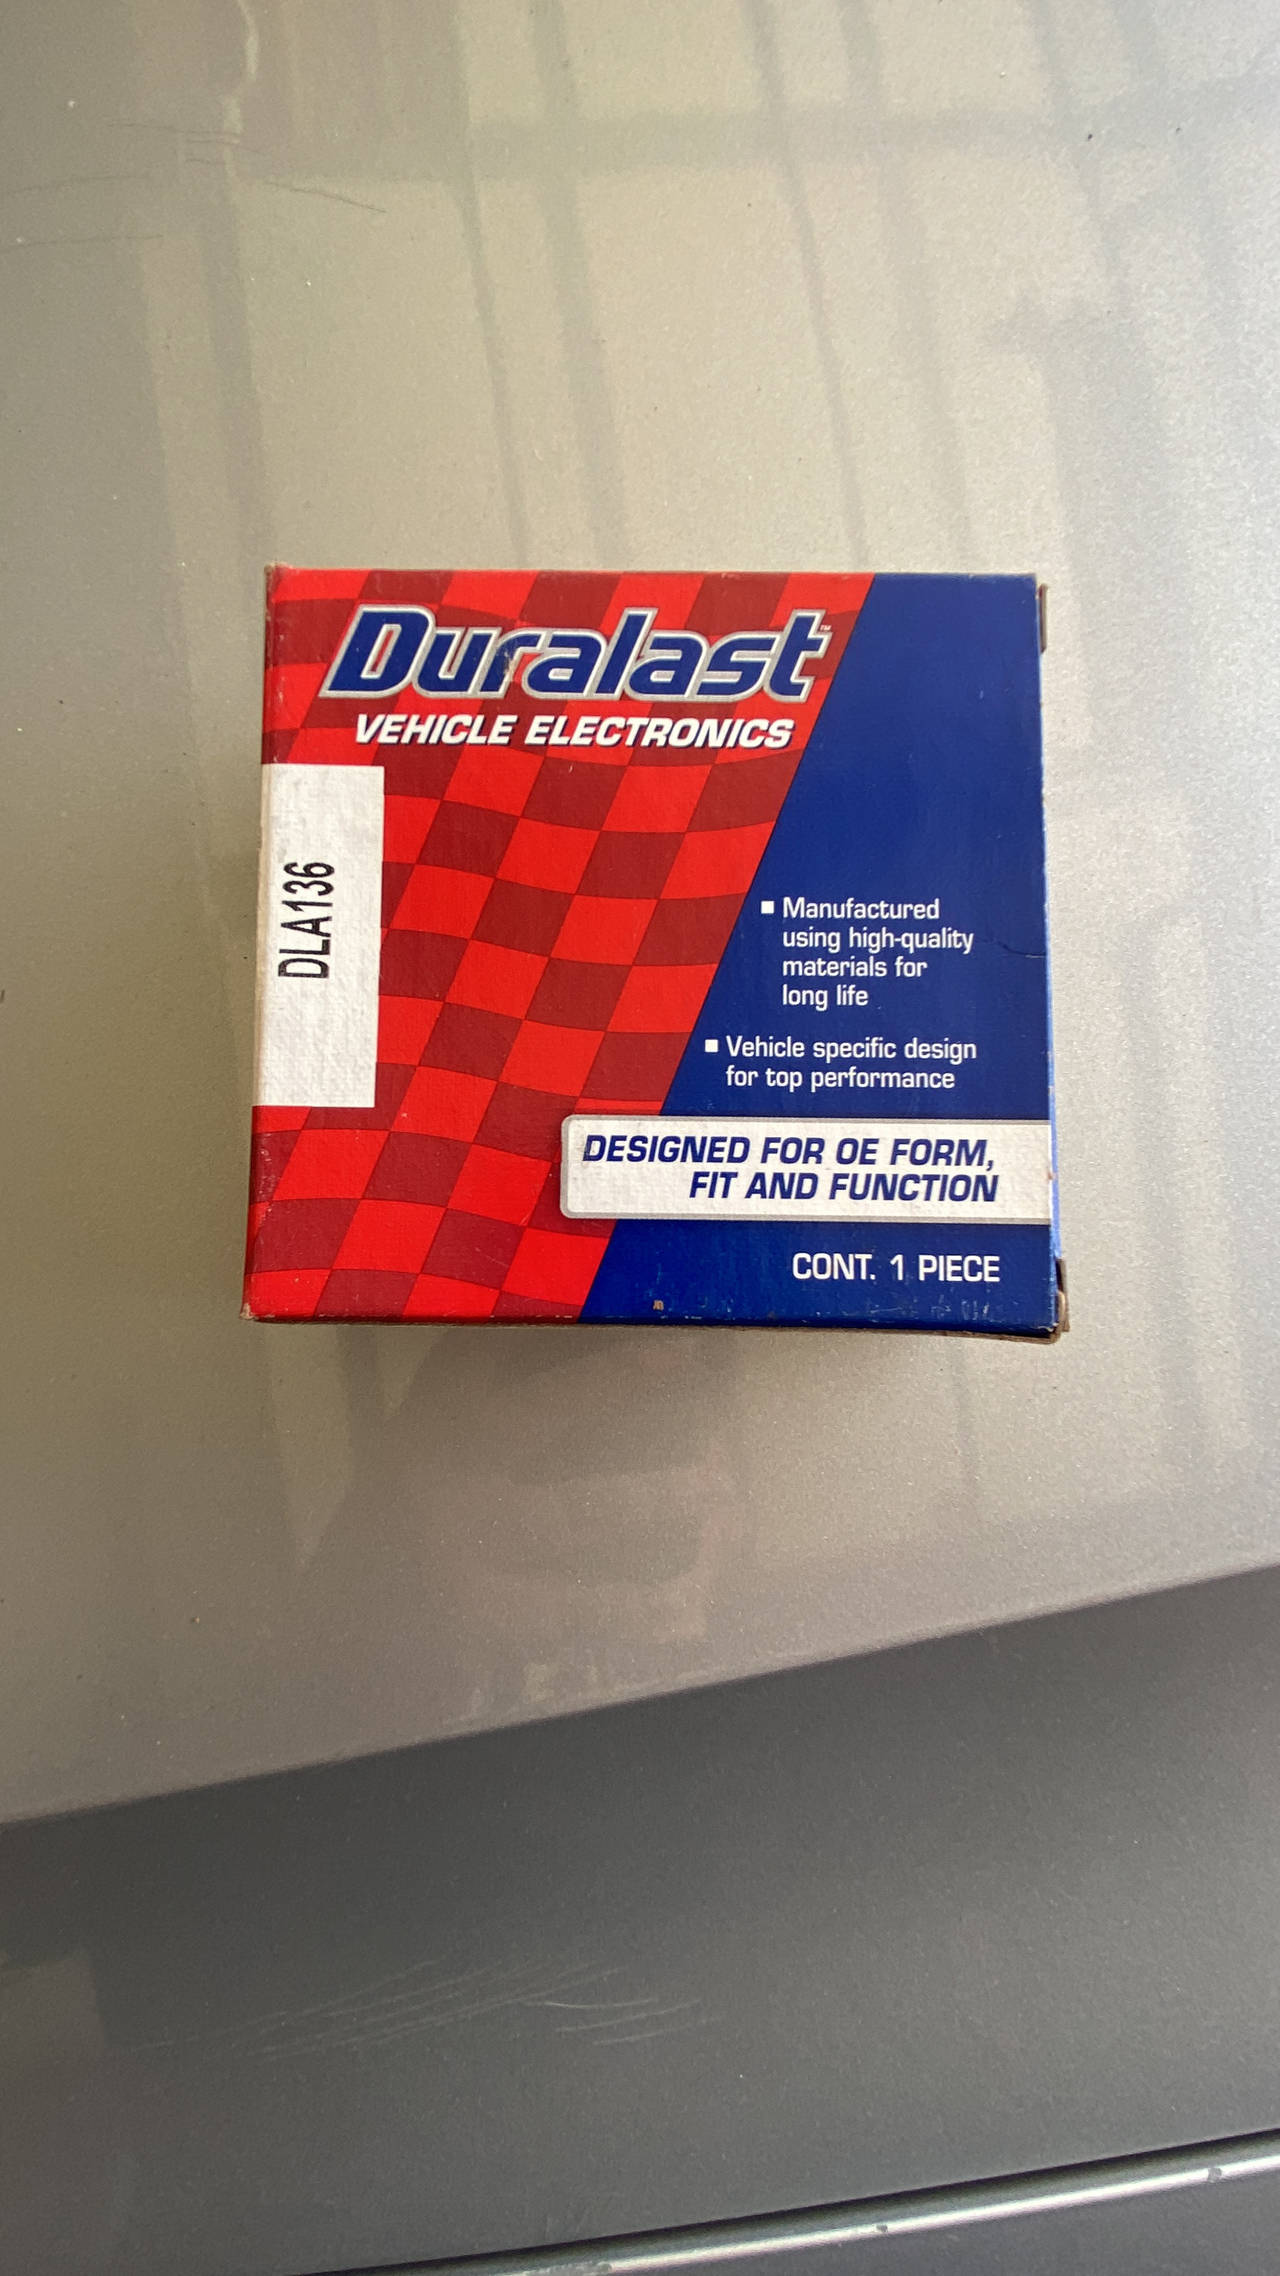 Duralast™
VEHICLE ELECTRONICS
DLA136
▪ Manufactured
using high-quality
materials for
long life
▪ Vehicle specific design
for top performance
DESIGNED FOR OE FORM,
FIT AND FUNCTION
CONT. 1 PIECE